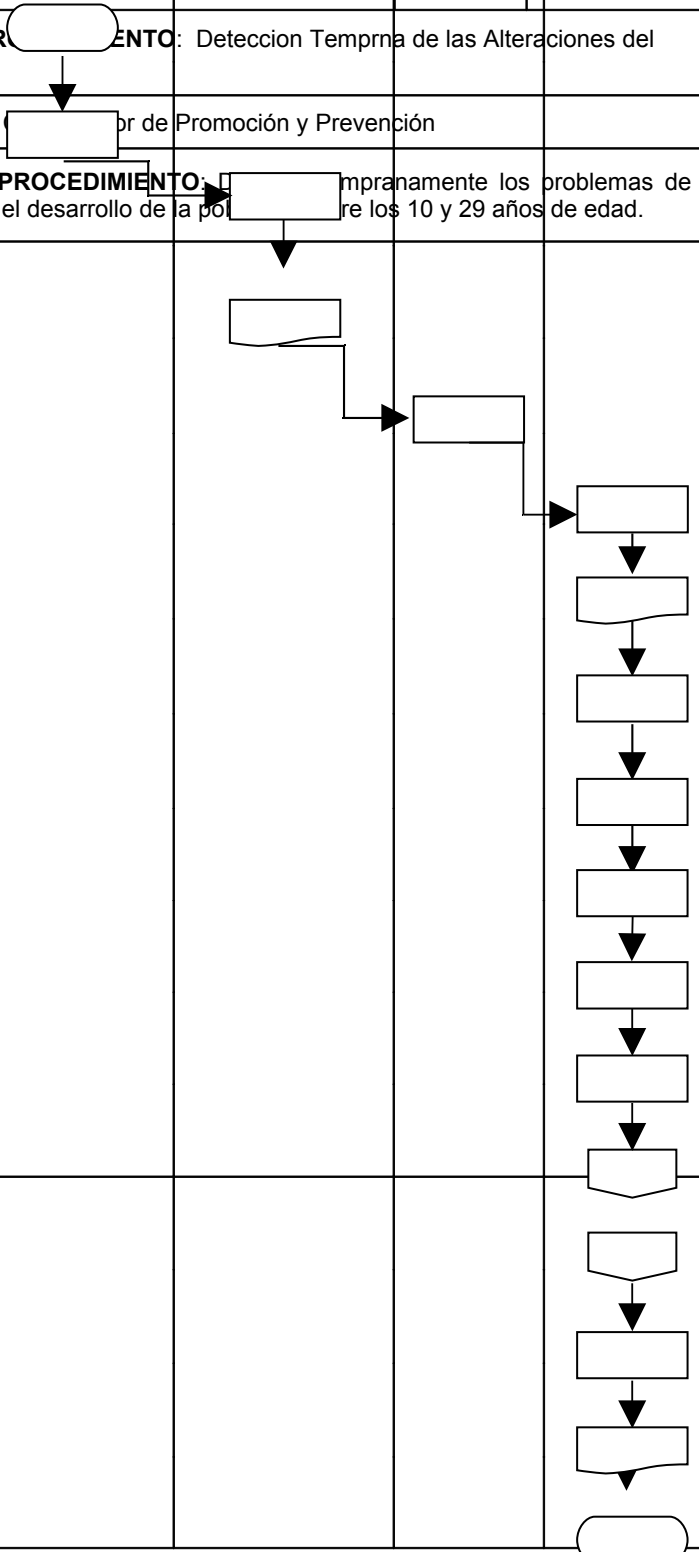 ENTO: Deteccion Temprna de las Alteraciones del
or de Promoción y Prevención
PROCEDIMIENTO: mpranamente los problemas de
el desarrollo de la re los 10 y 29 años de edad.